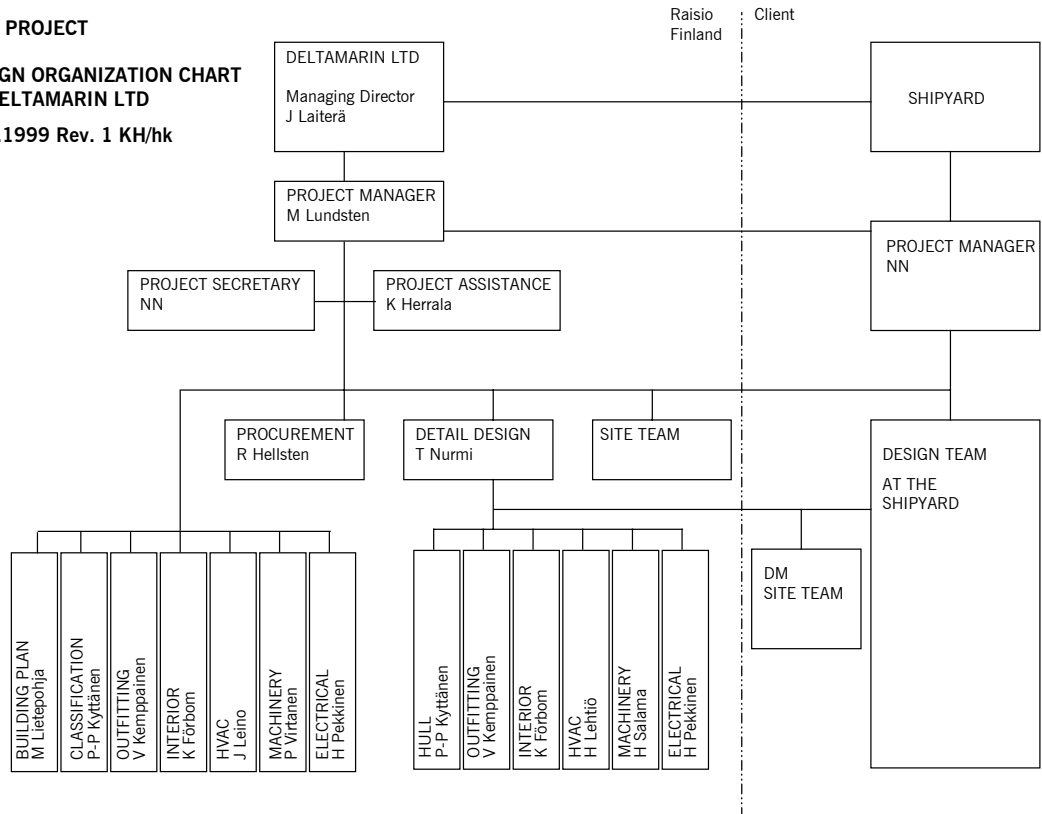 PROJECT
GN ORGANIZATION CHART
ELTAMARIN LTD
.1999 Rev. 1 KH/hk
Raisio
Finland
Client
DELTAMARIN LTD
Managing Director
J Laiterä
SHIPYARD
PROJECT MANAGER
M Lundsten
PROJECT MANAGER
NN
PROJECT SECRETARY
NN
PROJECT ASSISTANCE
K Herrala
PROCUREMENT
R Hellsten
DETAIL DESIGN
T Nurmi
SITE TEAM
DESIGN TEAM
AT THE
SHIPYARD
DM
SITE TEAM
BUILDING PLAN
M Lietepohja
CLASSIFICATION
P-P Kyttänen
OUTFITTING
V Kemppainen
INTERIOR
K Förbom
HVAC
J Leino
MACHINERY
P Virtanen
ELECTRICAL
H Pekkinen
HULL
P-P Kyttänen
OUTFITTING
V Kemppainen
INTERIOR
K Förbom
HVAC
H Lehtiö
MACHINERY
H Salama
ELECTRICAL
H Pekkinen